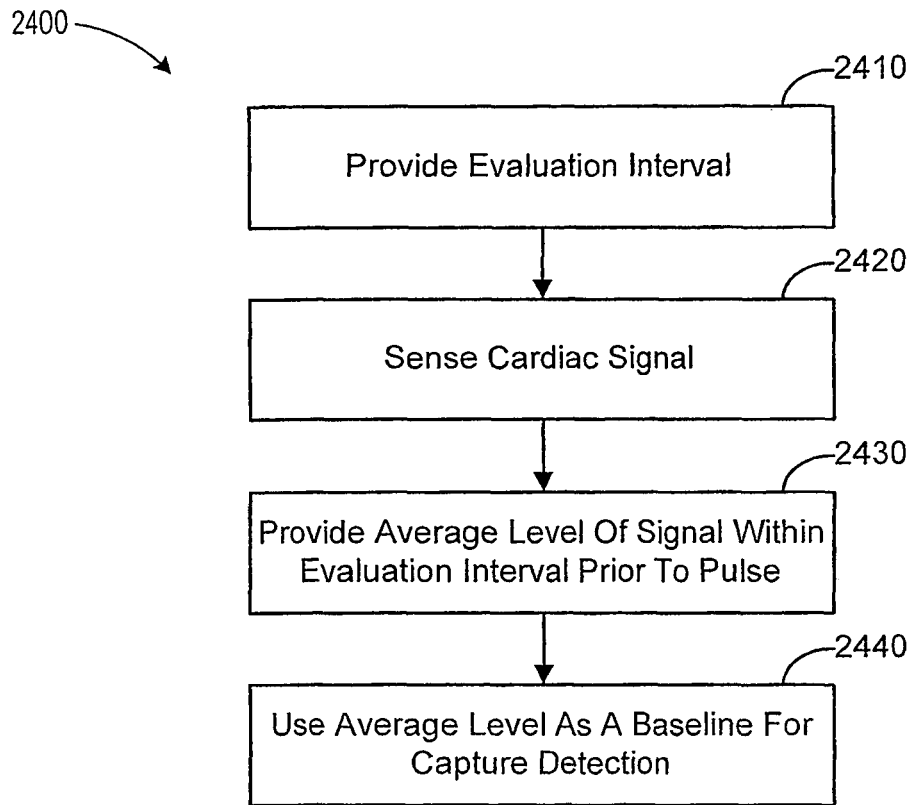 2400
2410
Provide Evaluation Interval
2420
Sense Cardiac Signal
2430
Provide Average Level Of Signal Within
Evaluation Interval Prior To Pulse
2440
Use Average Level As A Baseline For
Capture Detection